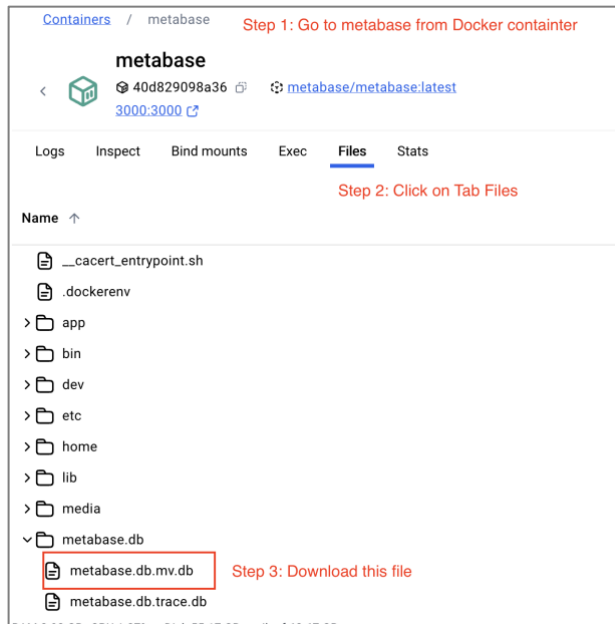 Containers / metabase
Step 1: Go to metabase from Docker containter
metabase
40d829098a36 metabase/metabase:latest
3000:3000
Logs Inspect Bind mounts Exec Files Stats
Step 2: Click on Tab Files
Name
__cacert_entrypoint.sh
.dockerenv
app
bin
dev
etc
home
lib
media
metabase.db
metabase.db.mv.db Step 3: Download this file
metabase.db.trace.db